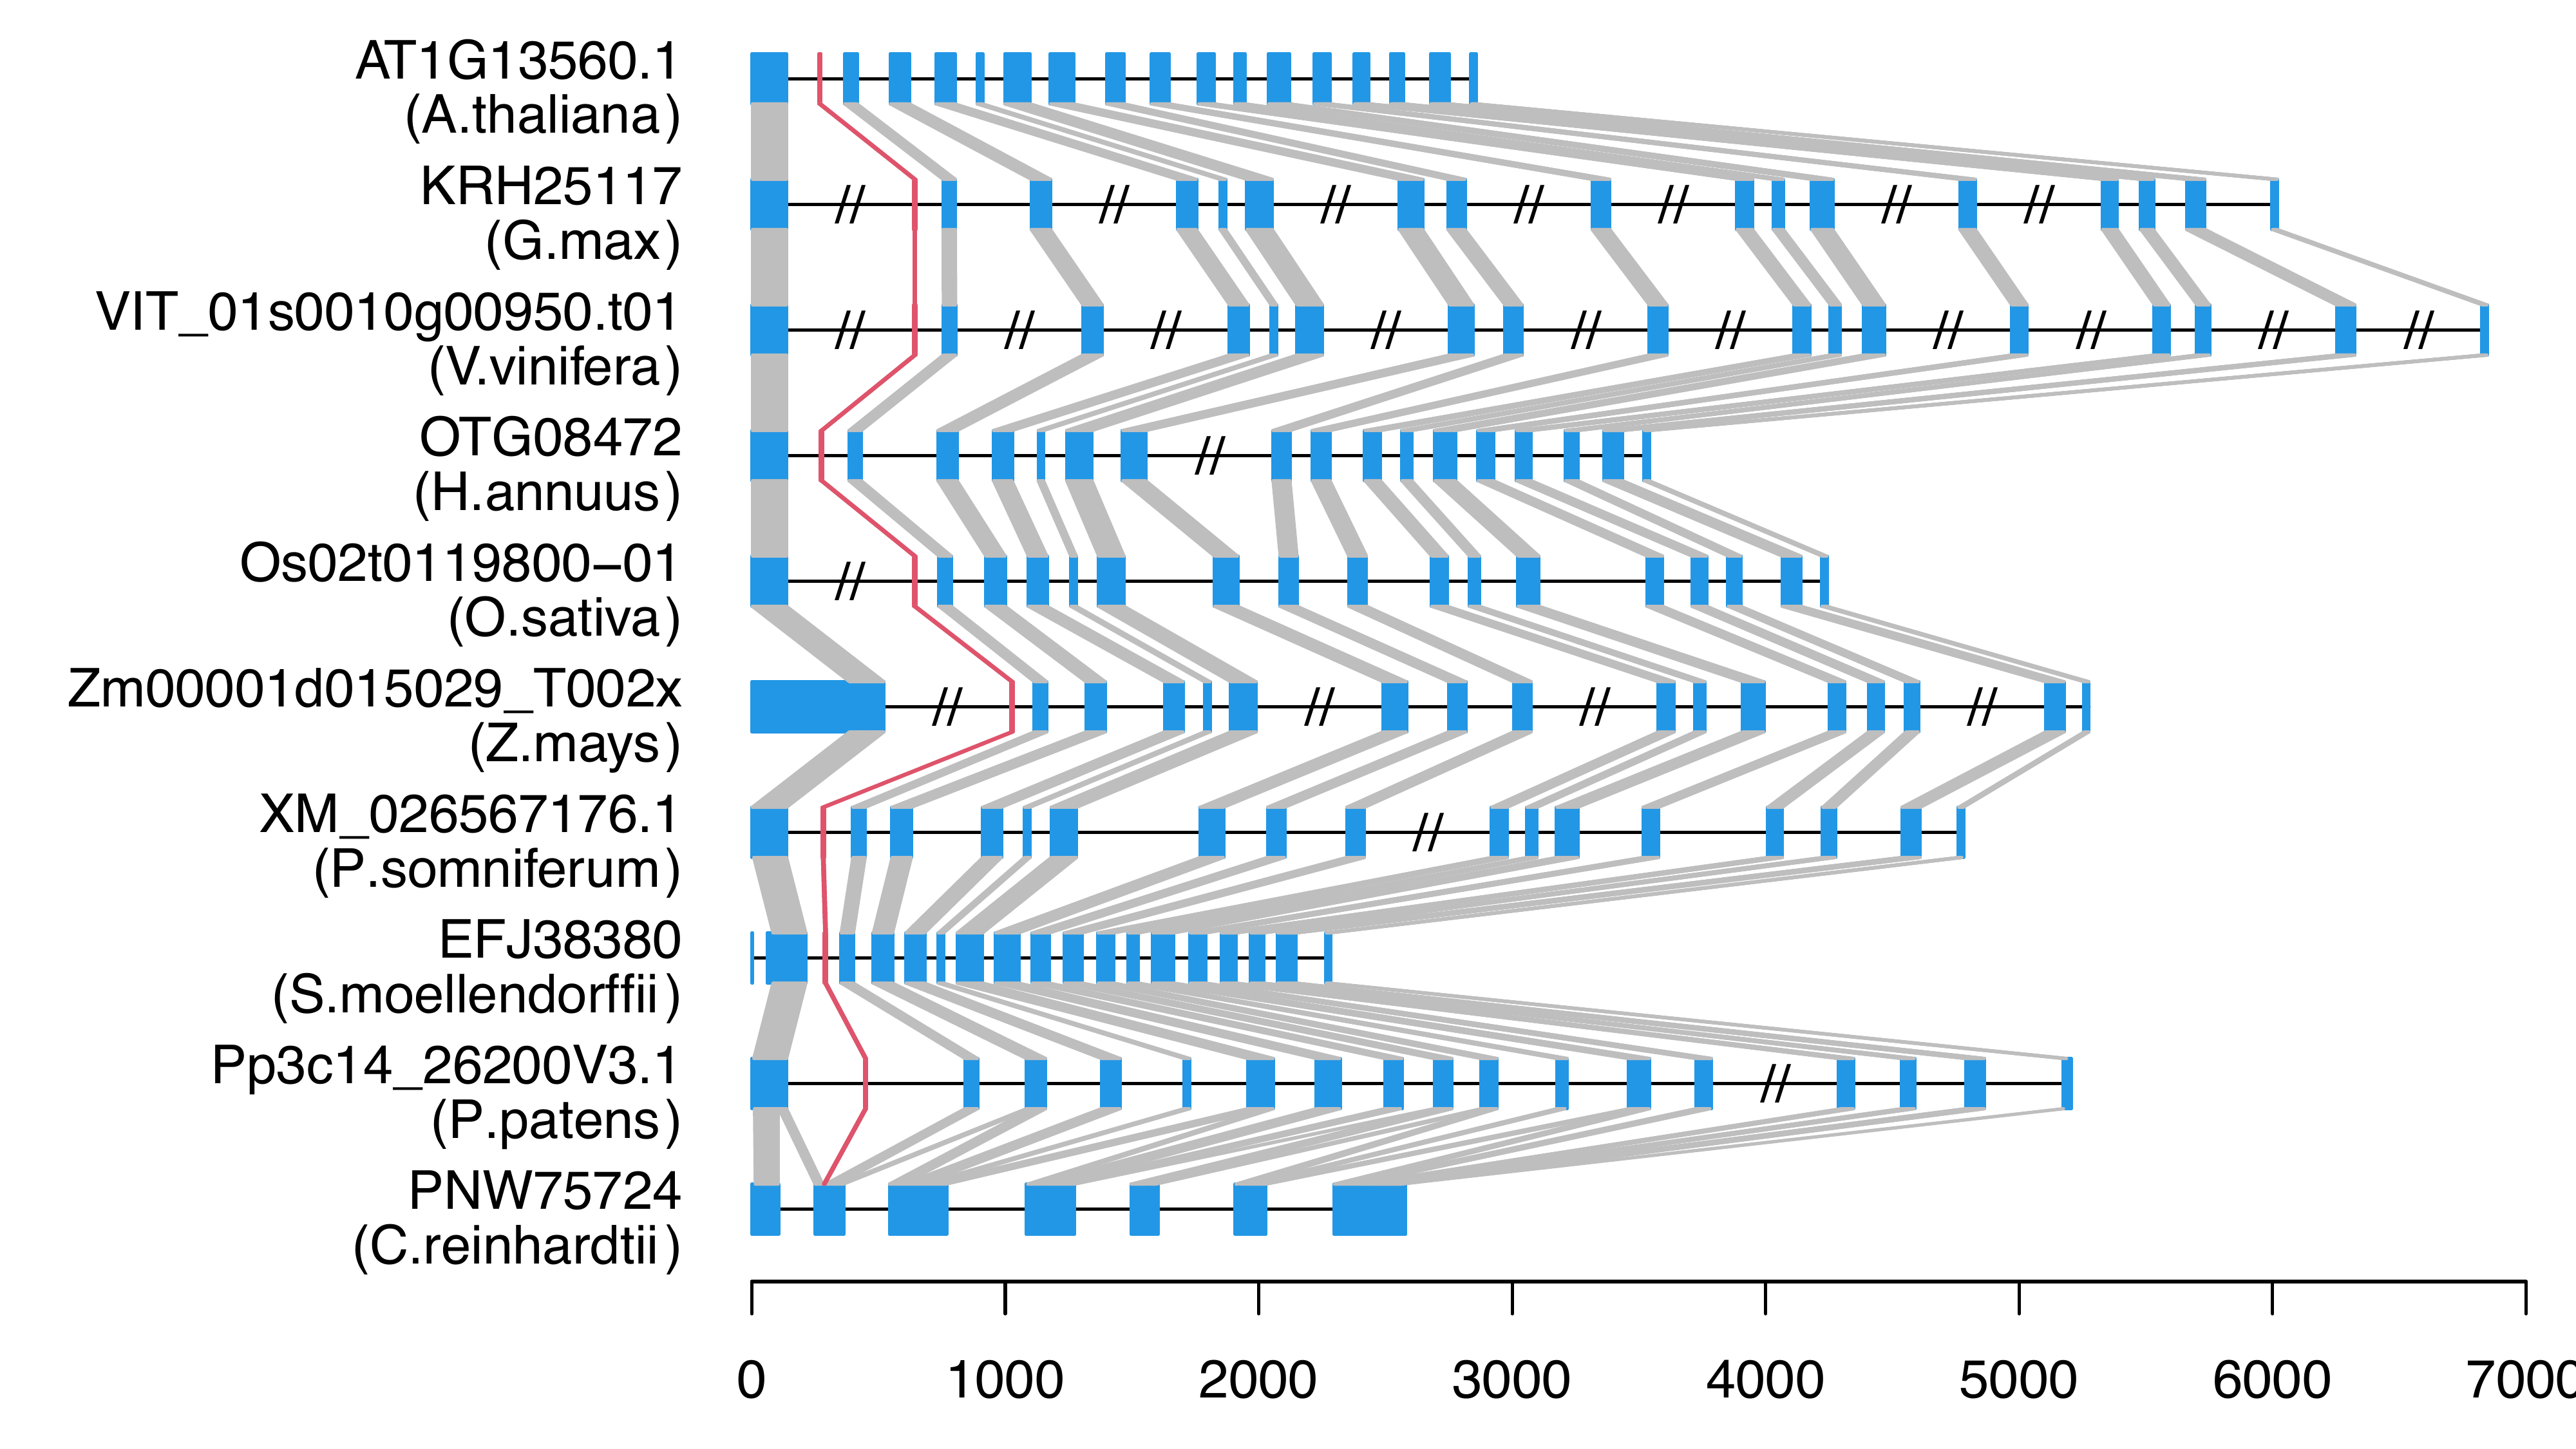 AT1G13560.1
(A.thaliana)
KRH25117
(G.max)
VIT_01s0010g00950.t01
(V.vinifera)
OTG08472
(H.annuus)
Os02t0119800−01
(O.sativa)
Zm00001d015029_T002x
(Z.mays)
XM_026567176.1
(P.somniferum)
EFJ38380
(S.moellendorffii)
Pp3c14_26200V3.1
(P.patens)
PNW75724
(C.reinhardtii)
0 1000 2000 3000 4000 5000 6000 7000